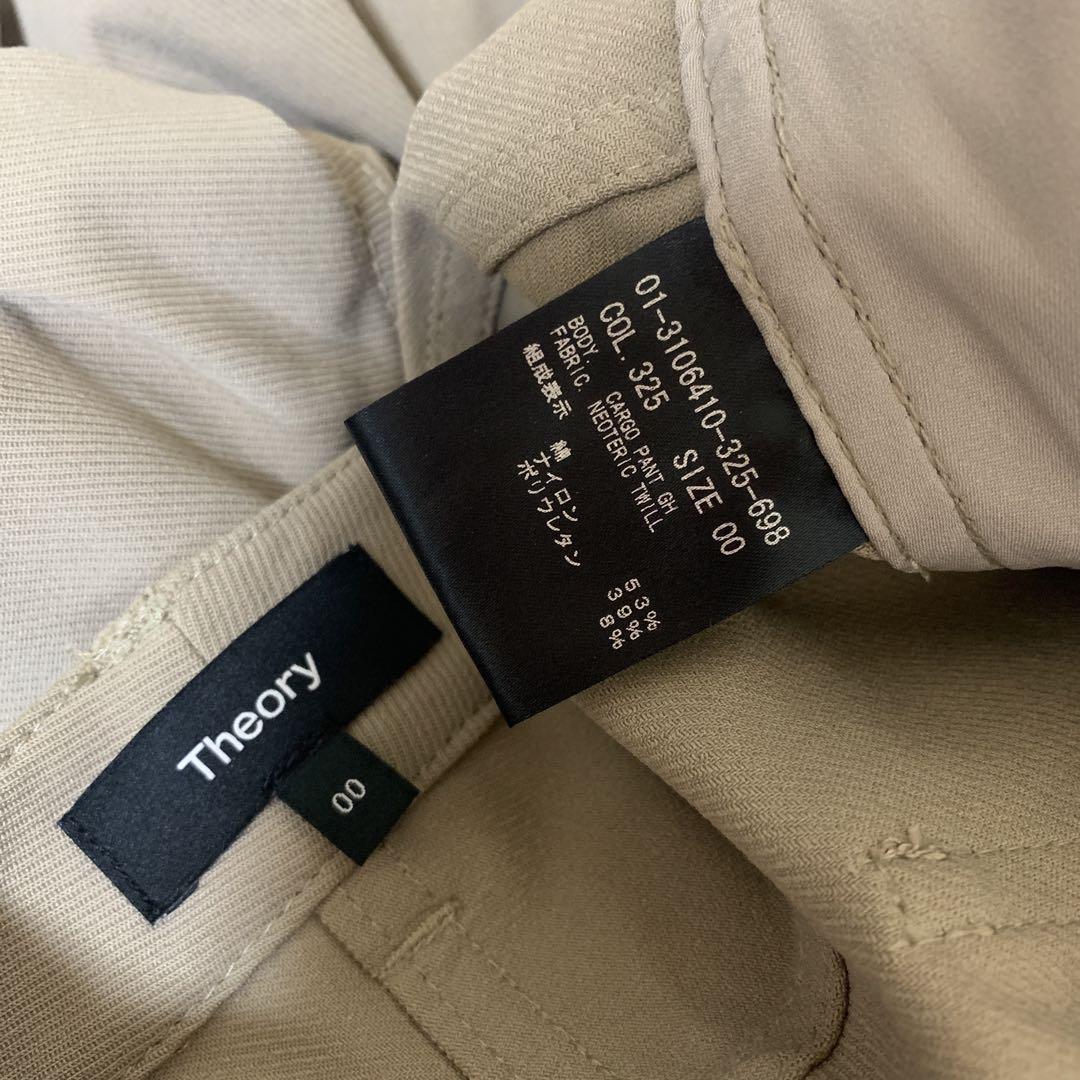 01-3106410-325-698
COL. 325 SIZE 00
BODY. CARGO PANT GH
FABRIC. NEOTERIC TWILL
組成表示 綿 53%
ナイロン 39%
ポリウレタン 8%
Theory
00